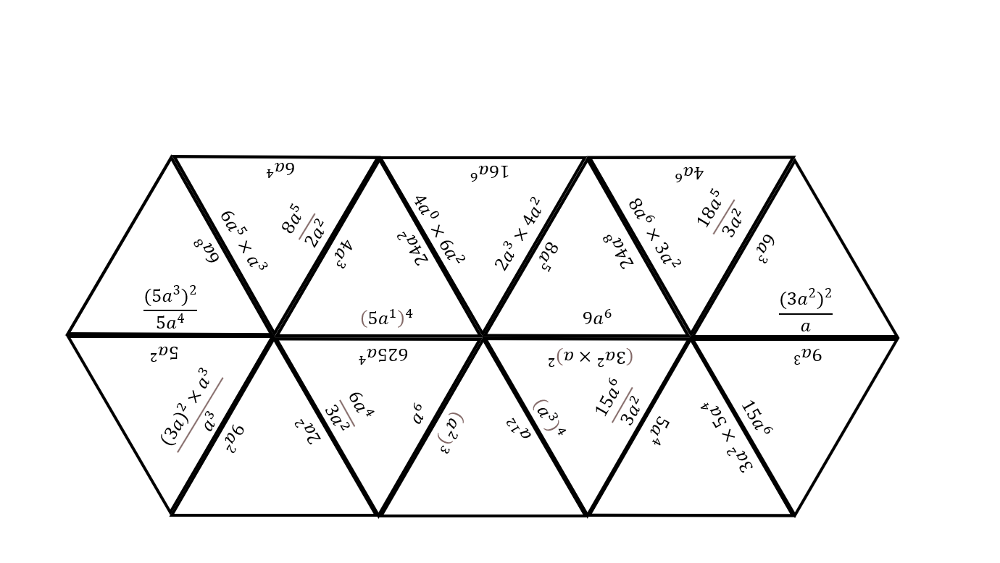 6a⁴
16a⁶
4a⁶
6a⁵ × a³
6a⁸
8a⁵
2a²
4a³
4a⁰ × 6a²
24a²
2a³ × 4a²
8a⁵
8a⁶ × 3a²
24a⁸
18a⁵
3a²
6a³
(5a³)²
5a⁴
(5a¹)⁴
9a⁶
(3a²)²
a
5a²
625a⁴
(3a² × a)²
9a³
(3a)² × a³
a³
9a²
6a⁴
3a²
2a²
a⁶
(a²)³
a¹²
(a³)⁴
15a⁶
3a²
5a⁴
3a² × 5a⁴
15a⁶